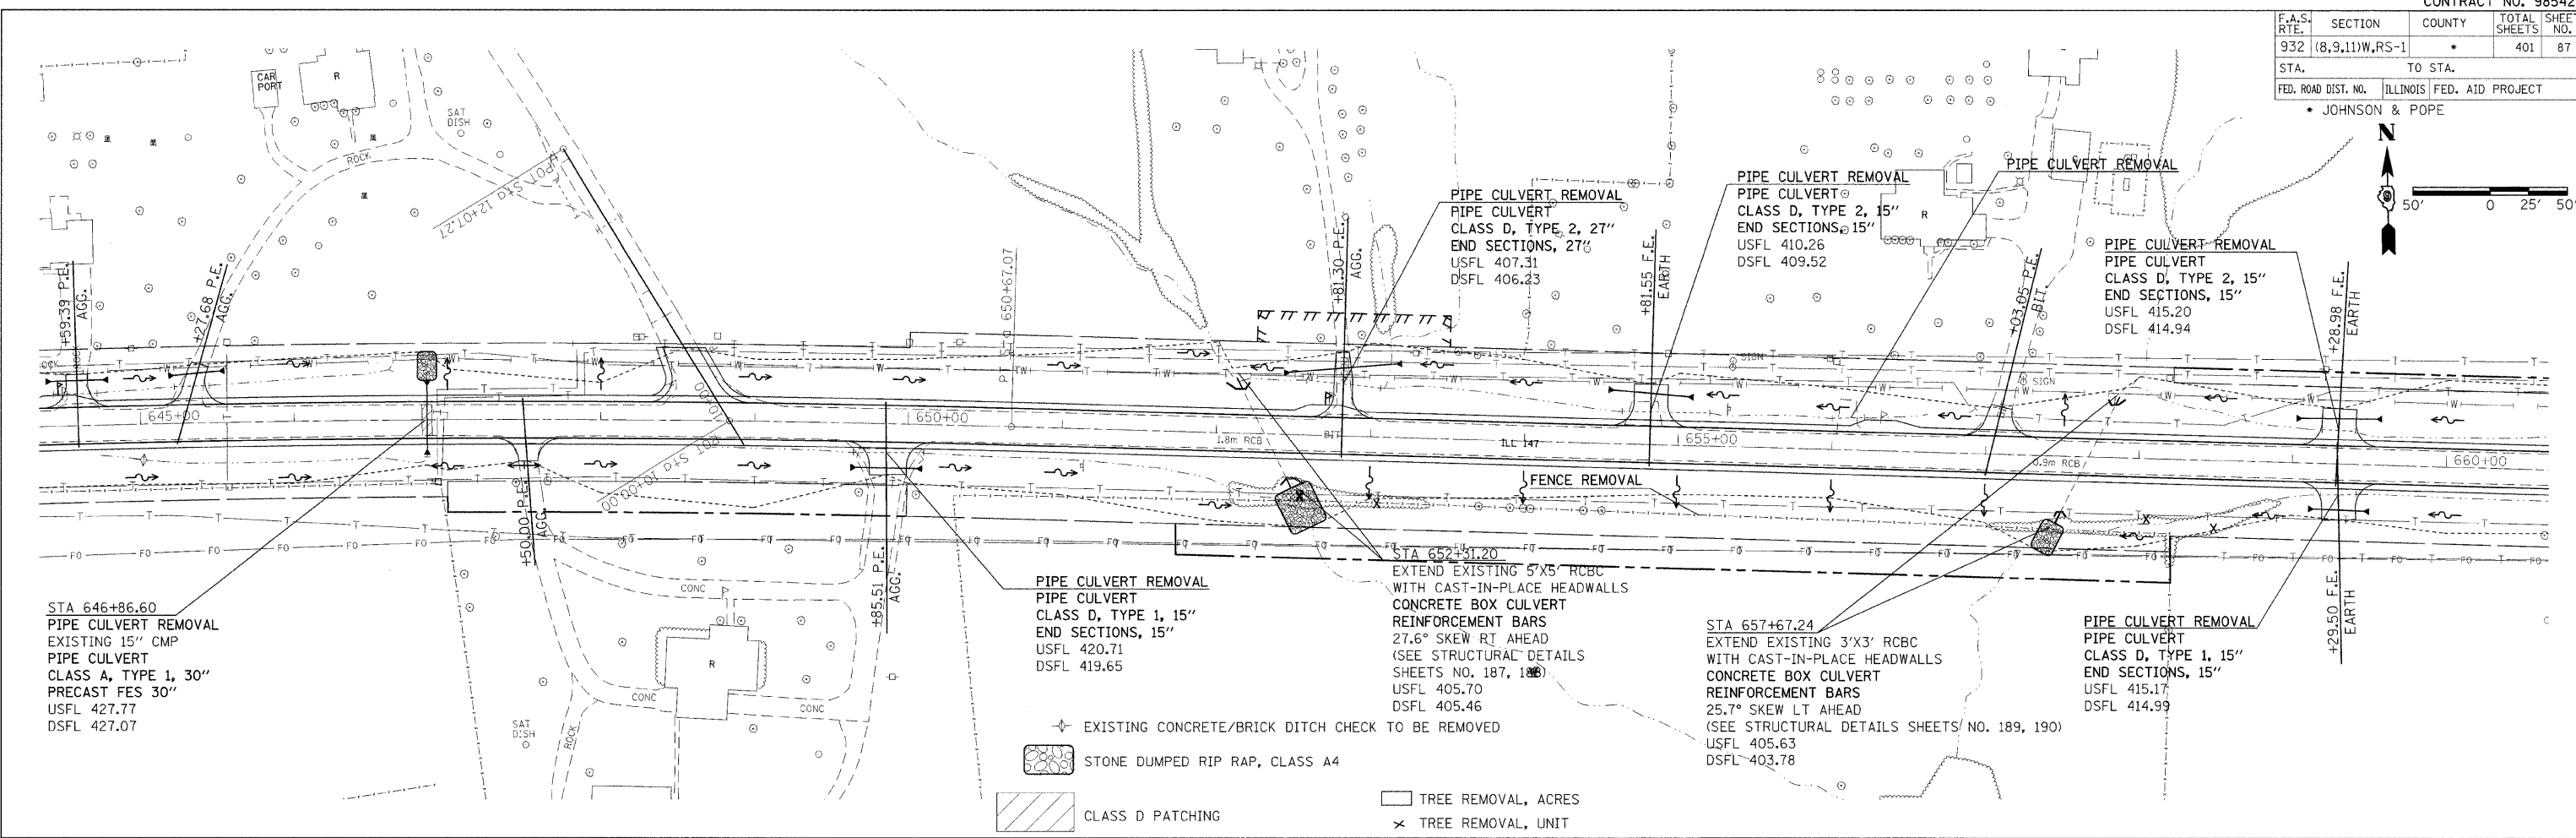 CONTRACT NO. 98542
F.A.S. RTE.
SECTION
COUNTY
TOTAL SHEETS
SHEET NO.
932
(8,9,11)W,RS-1
*
401
87
STA.
TO STA.
FED. ROAD DIST. NO.
ILLINOIS
FED. AID PROJECT
* JOHNSON & POPE
N
50'
0
25'
50'
CAR
PORT
R
SAT
DISH
ROCK
POT Sta 12+07.27
+59.39 P.E.
AGG.
+27.68 P.E.
AGG.
PIPE CULVERT REMOVAL
PIPE CULVERT
CLASS D, TYPE 2, 27"
END SECTIONS, 27"
USFL 407.31
DSFL 406.23
+81.30 P.E.
AGG.
PIPE CULVERT REMOVAL
PIPE CULVERT
CLASS D, TYPE 2, 15"
END SECTIONS, 15"
USFL 410.26
DSFL 409.52
+81.55 F.E.
EARTH
PIPE CULVERT REMOVAL
R
+03.05 P.E.
BIT.
PIPE CULVERT REMOVAL
PIPE CULVERT
CLASS D, TYPE 2, 15"
END SECTIONS, 15"
USFL 415.20
DSFL 414.94
+28.98 F.E.
EARTH
SIGN
SIGN
645+00
650+00
655+00
660+00
1.8m RCB
BIT
ILL 147
0.9m RCB
POT Sta 10+00.00
FENCE REMOVAL
+50.00 P.E.
AGG.
+85.51 P.E.
AGG.
+29.50 F.E.
EARTH
STA 646+86.60
PIPE CULVERT REMOVAL
EXISTING 15" CMP
PIPE CULVERT
CLASS A, TYPE 1, 30"
PRECAST FES 30"
USFL 427.77
DSFL 427.07
CONC
R
CONC
CONC
SAT
DISH
ROCK
PIPE CULVERT REMOVAL
PIPE CULVERT
CLASS D, TYPE 1, 15"
END SECTIONS, 15"
USFL 420.71
DSFL 419.65
STA 652+31.20
EXTEND EXISTING 5'X5' RCBC
WITH CAST-IN-PLACE HEADWALLS
CONCRETE BOX CULVERT
REINFORCEMENT BARS
27.6° SKEW RT AHEAD
(SEE STRUCTURAL DETAILS
SHEETS NO. 187,
USFL 405.70
DSFL 405.46
STA 657+67.24
EXTEND EXISTING 3'X3' RCBC
WITH CAST-IN-PLACE HEADWALLS
CONCRETE BOX CULVERT
REINFORCEMENT BARS
25.7° SKEW LT AHEAD
(SEE STRUCTURAL DETAILS SHEETS NO. 189, 190)
USFL 405.63
DSFL 403.78
PIPE CULVERT REMOVAL
PIPE CULVERT
CLASS D, TYPE 1, 15"
END SECTIONS, 15"
USFL 415.17
DSFL 414.99
EXISTING CONCRETE/BRICK DITCH CHECK TO BE REMOVED
STONE DUMPED RIP RAP, CLASS A4
CLASS D PATCHING
TREE REMOVAL, ACRES
TREE REMOVAL, UNIT